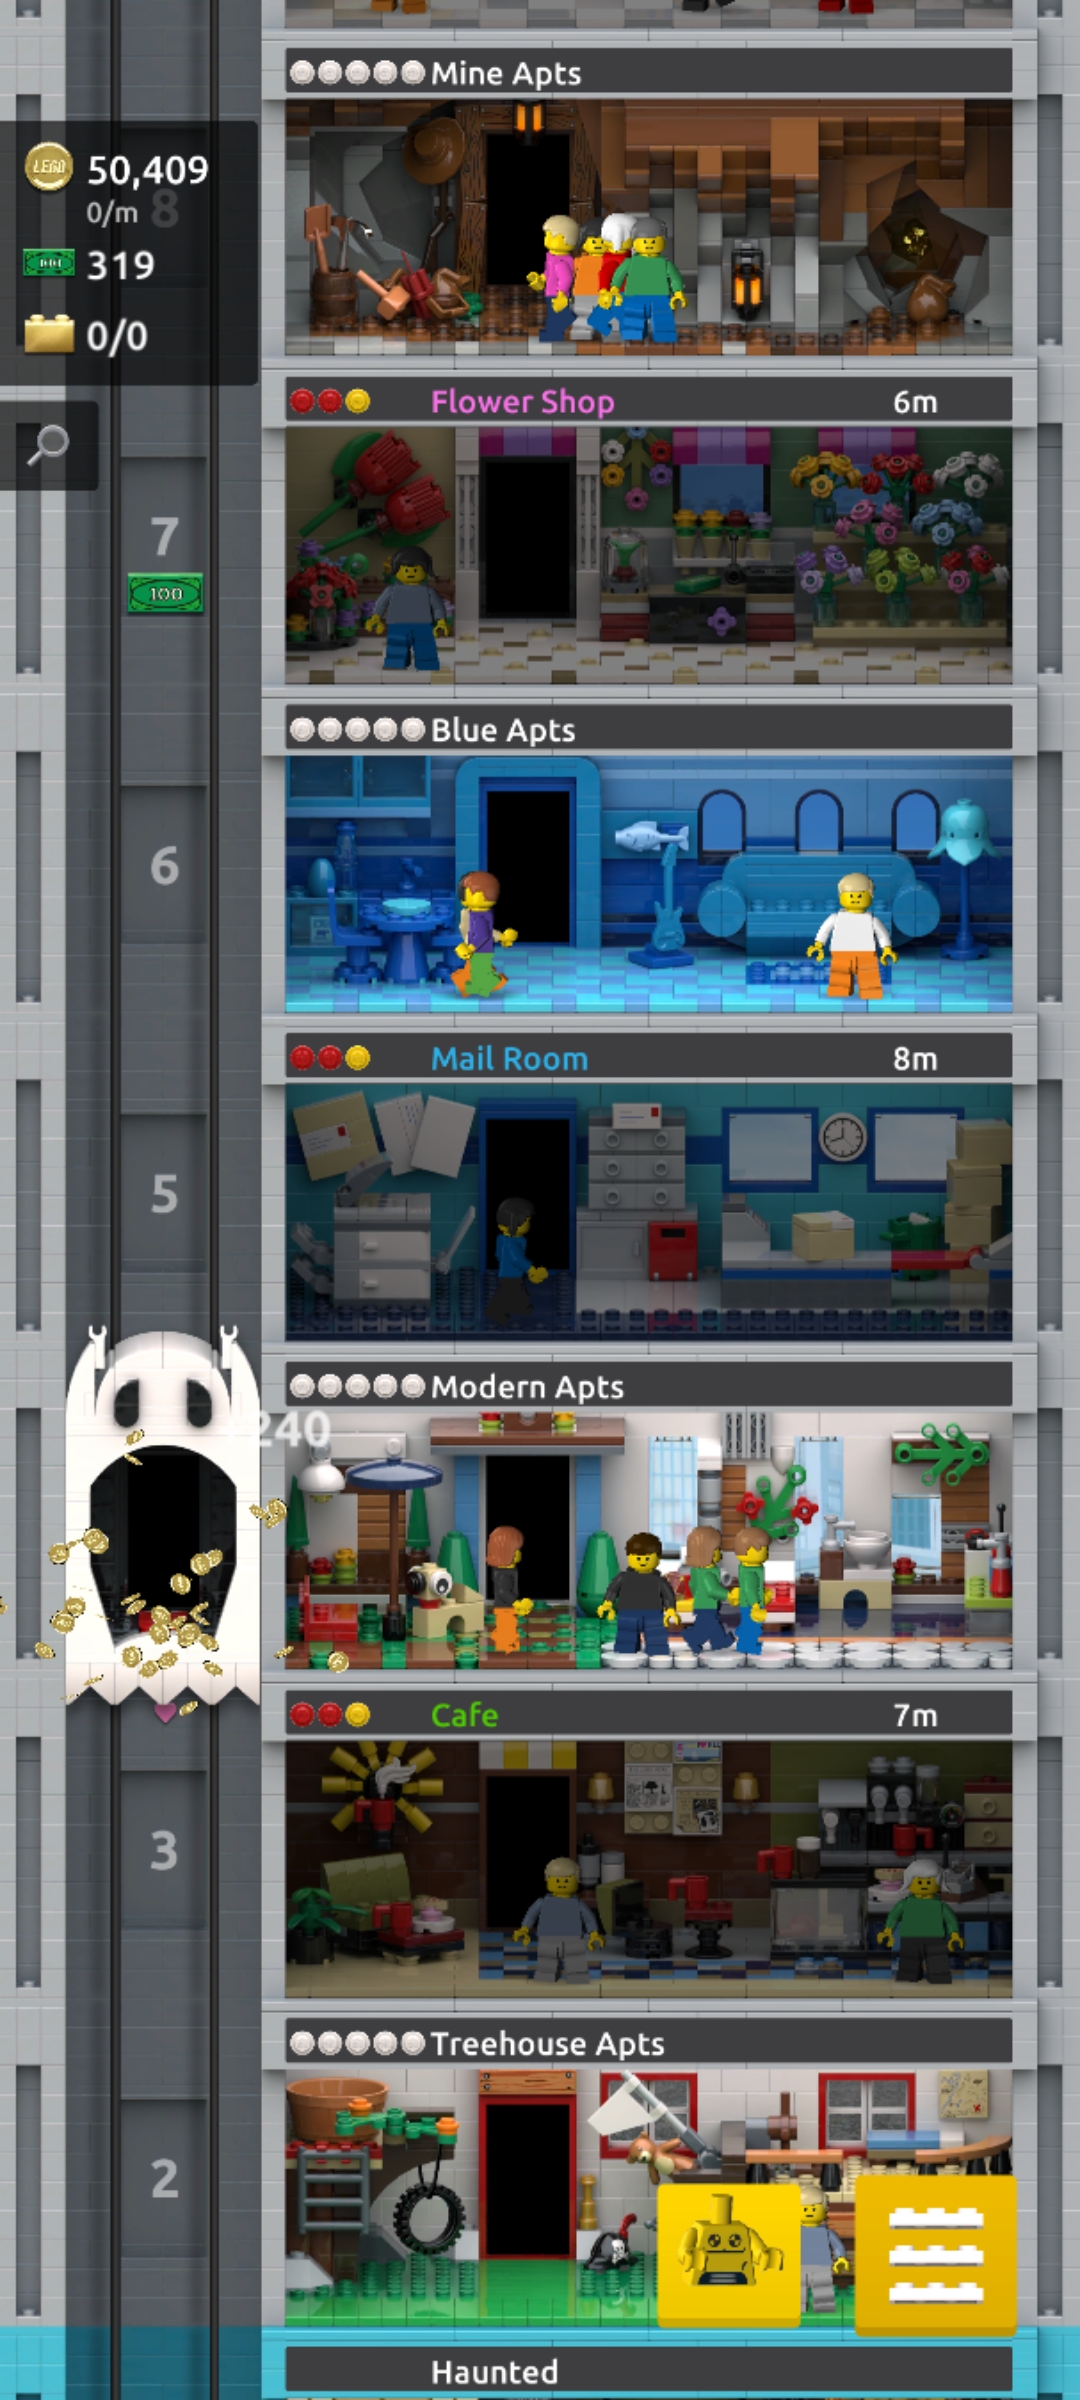 Mine Apts
LEGO 50,409
0/m 8
319
0/0
Flower Shop 6m
7
100
Blue Apts
6
Mail Room 8m
5
Modern Apts
240
Cafe 7m
3
Treehouse Apts
2
Haunted